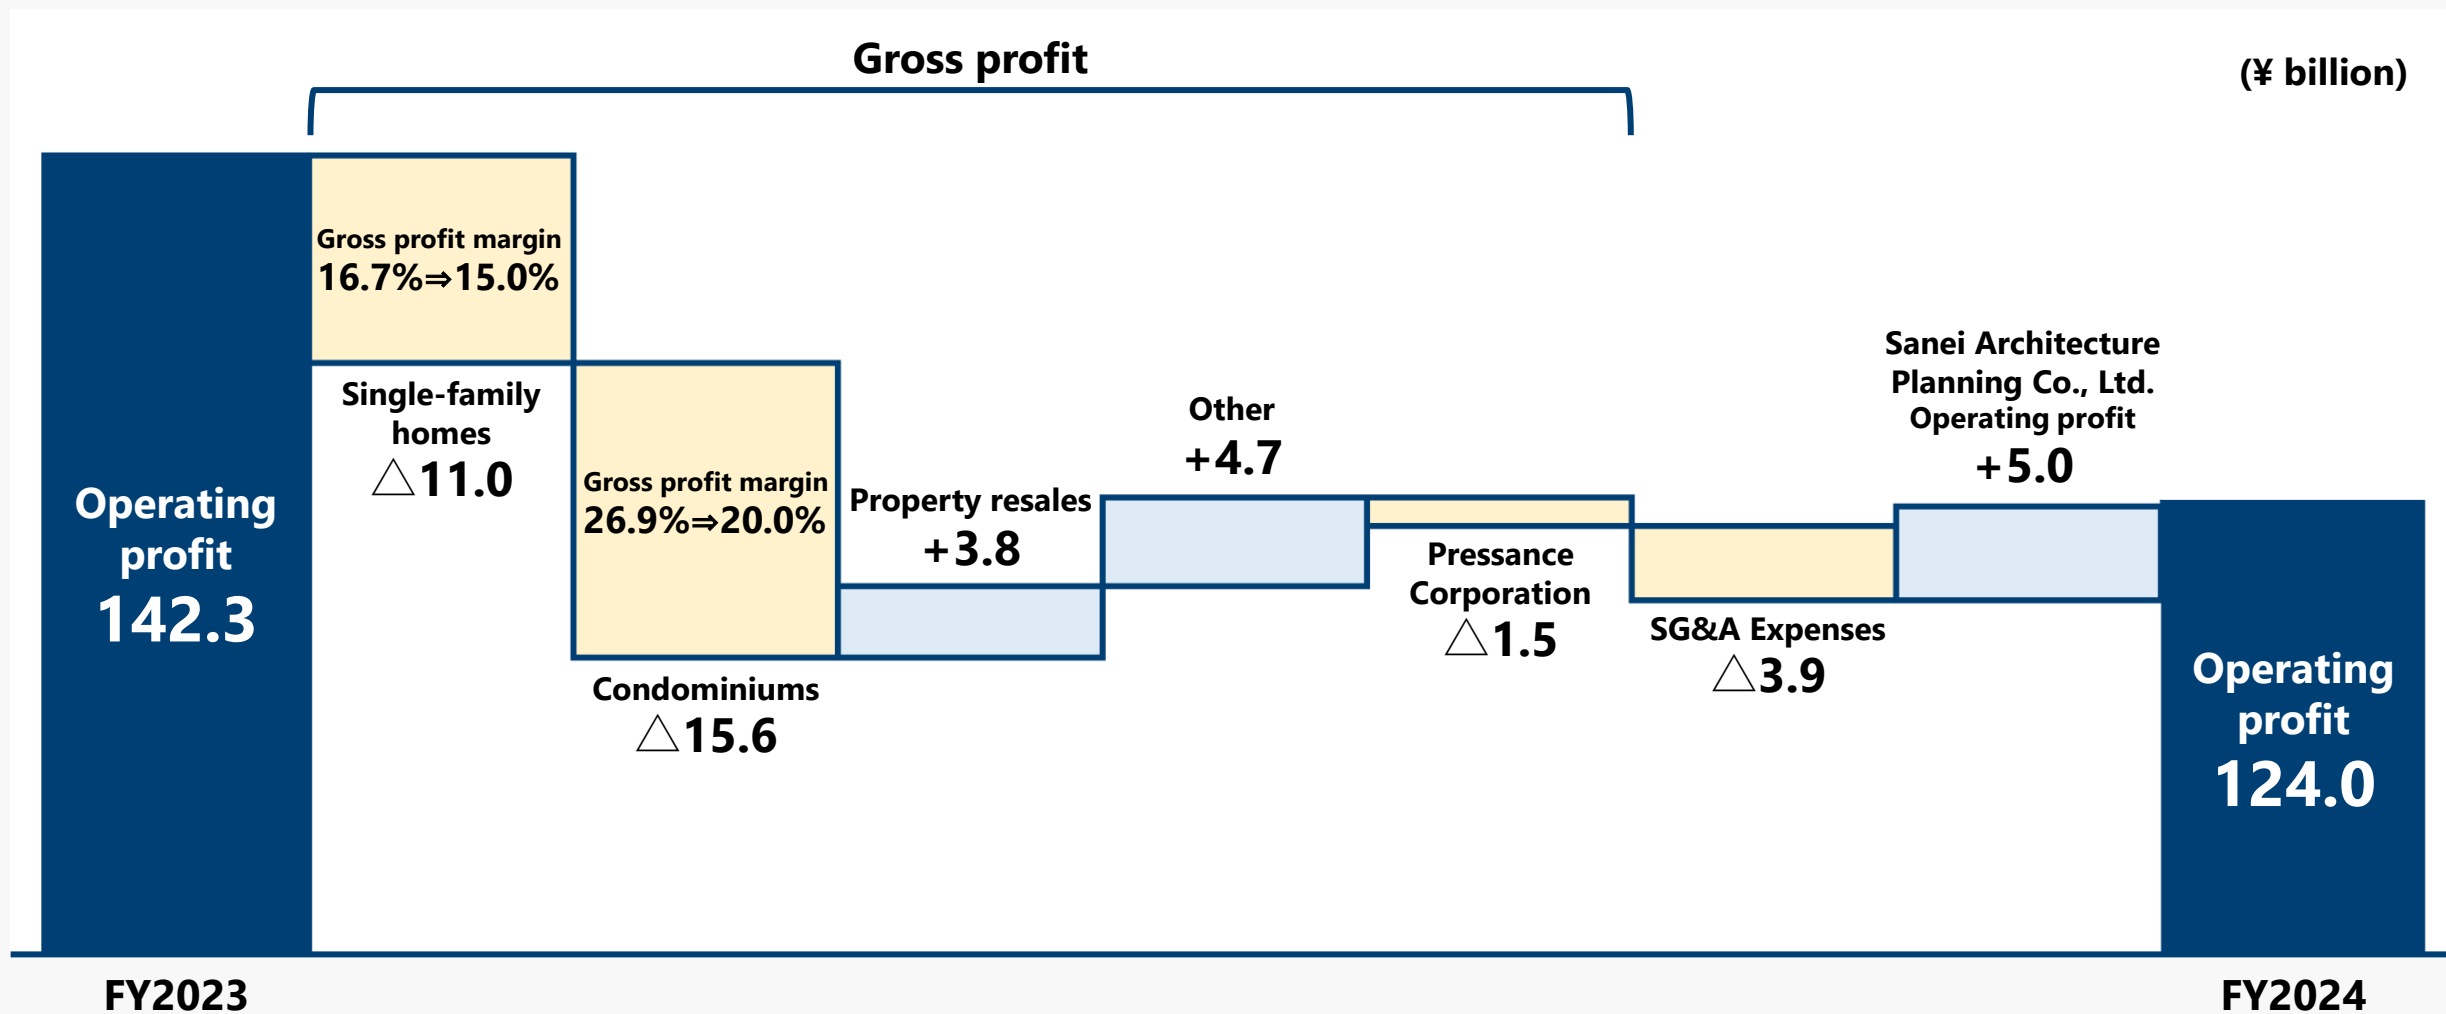 Gross profit
(¥ billion)
Gross profit margin
16.7%⇒15.0%
Single-family
homes
△11.0
Gross profit margin
26.9%⇒20.0%
Condominiums
△15.6
Property resales
+3.8
Other
+4.7
Pressance
Corporation
△1.5
SG&A Expenses
△3.9
Sanei Architecture
Planning Co., Ltd.
Operating profit
+5.0
Operating
profit
142.3
Operating
profit
124.0
FY2023
FY2024